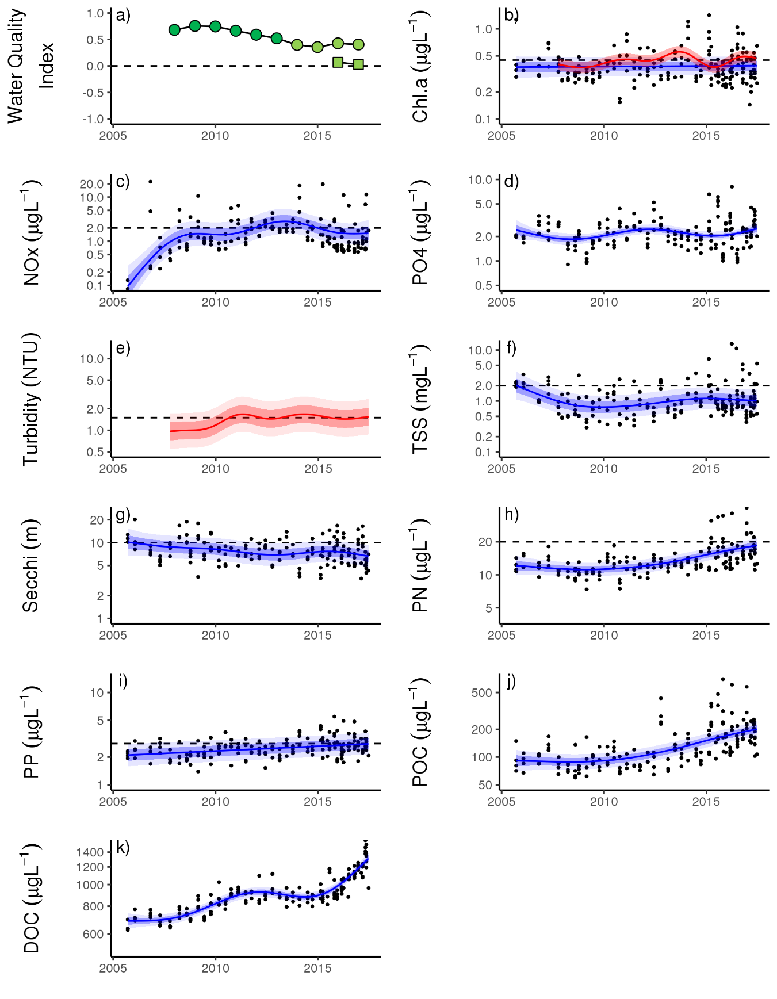 Water Quality
Index
a)
1.0
0.5
0.0
-0.5
-1.0
2005 2010 2015
Chl.a (µgL−1)
b)
1.0
0.5
0.2
0.1
2005 2010 2015
NOx (µgL−1)
c)
20.0
10.0
5.0
2.0
1.0
0.5
0.2
0.1
2005 2010 2015
PO4 (µgL−1)
d)
10.0
5.0
2.0
1.0
0.5
2005 2010 2015
Turbidity (NTU)
e)
10.0
5.0
2.0
1.0
0.5
2005 2010 2015
TSS (mgL−1)
f)
10.0
5.0
2.0
1.0
0.5
0.2
0.1
2005 2010 2015
Secchi (m)
g)
20
10
5
2
1
2005 2010 2015
PN (µgL−1)
h)
20
10
5
2005 2010 2015
PP (µgL−1)
i)
10
5
2
1
2005 2010 2015
POC (µgL−1)
j)
500
200
100
50
2005 2010 2015
DOC (µgL−1)
k)
1400
1200
1000
800
600
2005 2010 2015